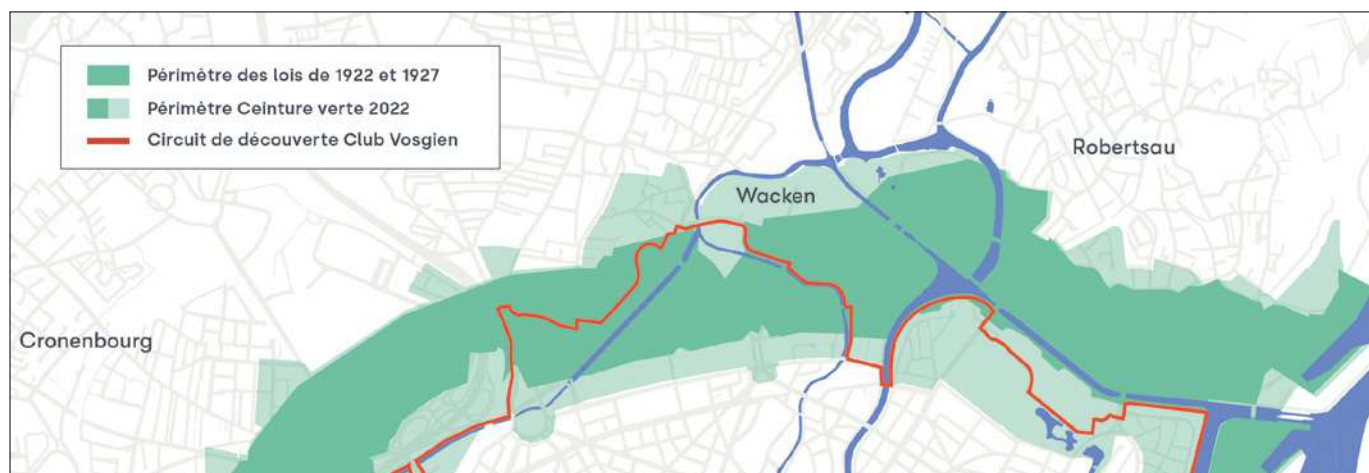 Périmètre des lois de 1922 et 1927
Périmètre Ceinture verte 2022
Circuit de découverte Club Vosgien
Robertsau
Wacken
Cronenbourg